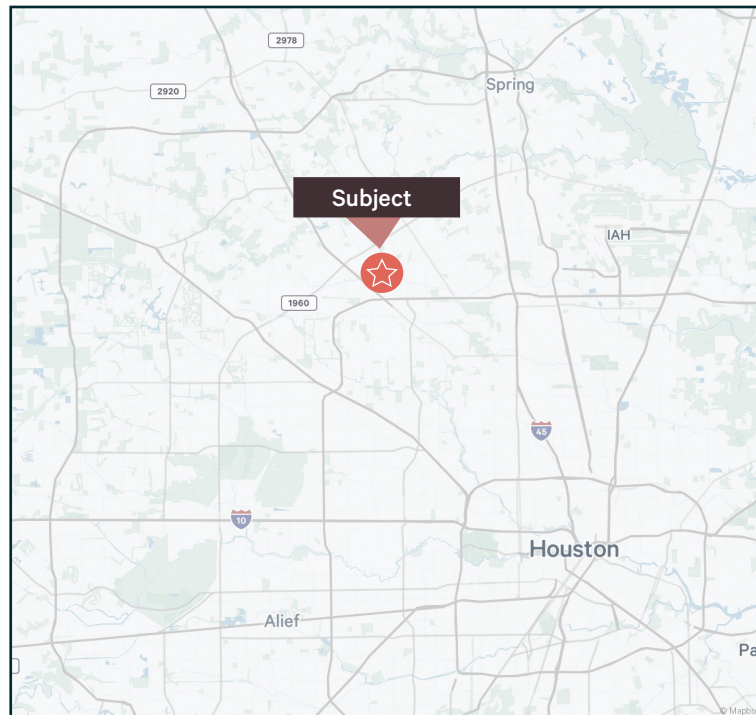 2978
Spring
2920
Subject
IAH
1960
45
10
Houston
Alief
Pa
© Mapbo